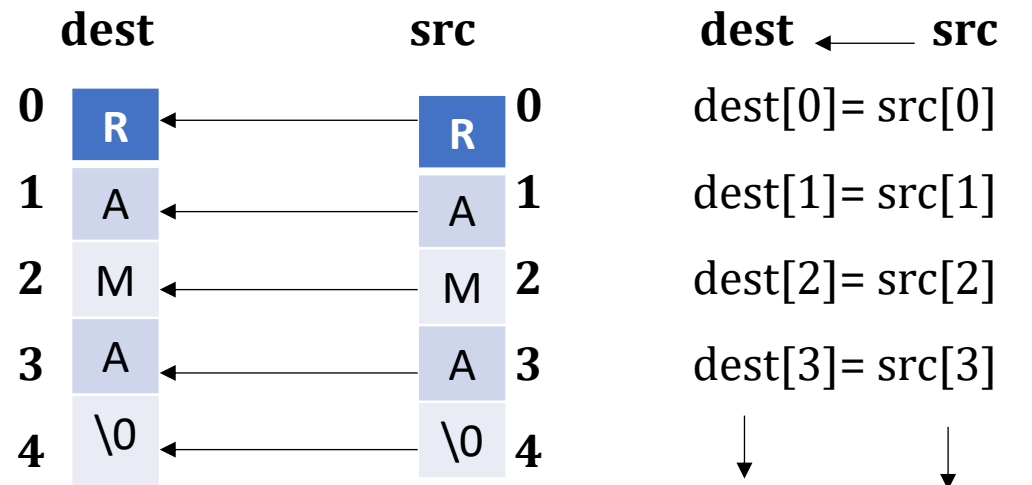 dest src dest src
0 R R 0 dest[0]= src[0]
1 A A 1 dest[1]= src[1]
2 M M 2 dest[2]= src[2]
3 A A 3 dest[3]= src[3]
4 \0 \0 4